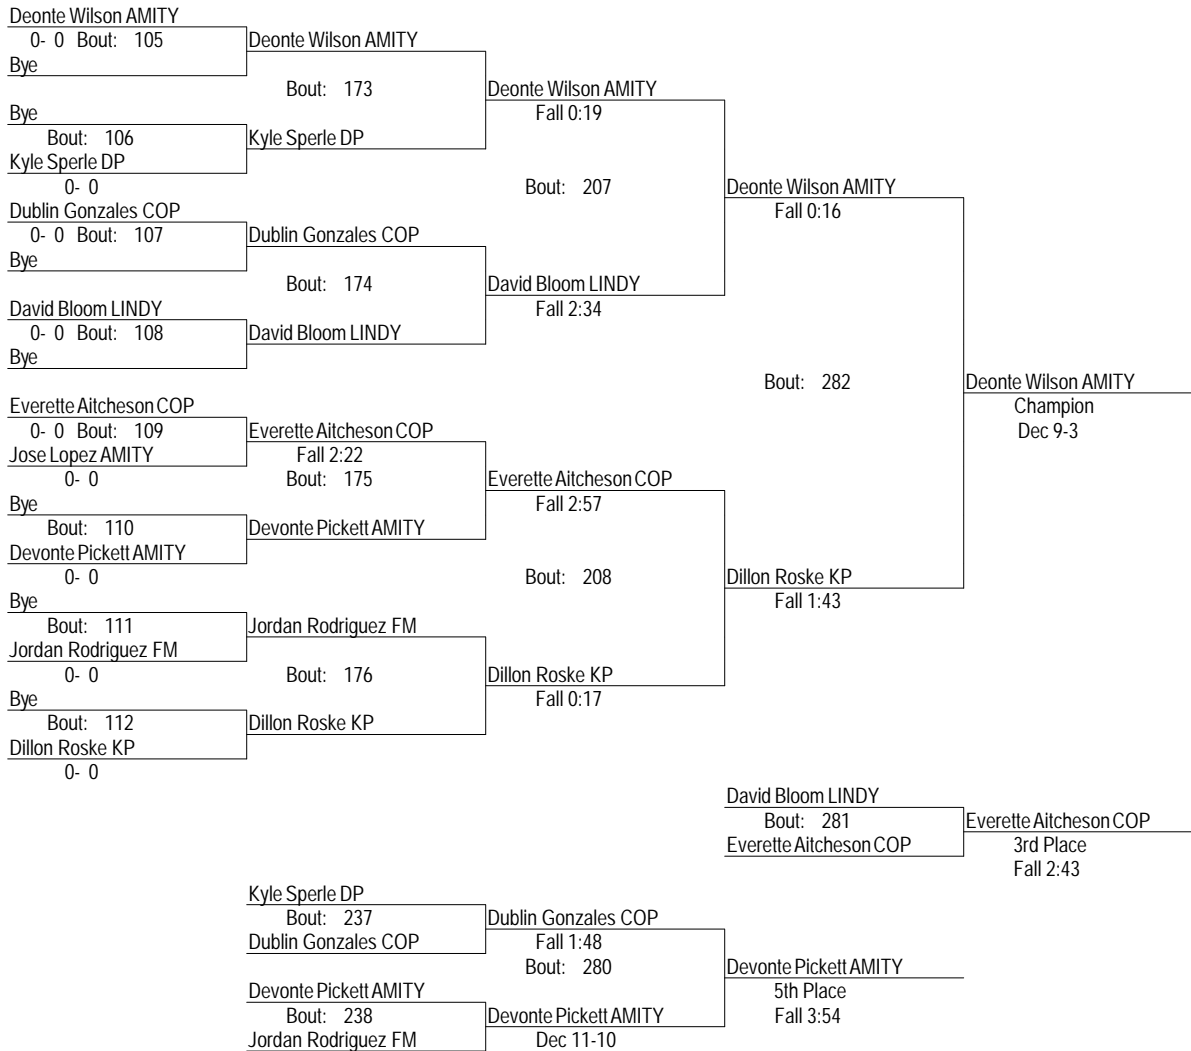 Deonte Wilson AMITY
0- 0 Bout: 105
Bye
Bye
Bout: 106
Kyle Sperle DP
0- 0
Dublin Gonzales COP
0- 0 Bout: 107
Bye
David Bloom LINDY
0- 0 Bout: 108
Bye
Everette Aitcheson COP
0- 0 Bout: 109
Jose Lopez AMITY
0- 0
Bye
Bout: 110
Devonte Pickett AMITY
0- 0
Bye
Bout: 111
Jordan Rodriguez FM
0- 0
Bye
Bout: 112
Dillon Roske KP
0- 0
Deonte Wilson AMITY
Bout: 173
Kyle Sperle DP
Dublin Gonzales COP
Bout: 174
David Bloom LINDY
Everette Aitcheson COP
Fall 2:22
Bout: 175
Devonte Pickett AMITY
Jordan Rodriguez FM
Bout: 176
Dillon Roske KP
Deonte Wilson AMITY
Fall 0:19
Bout: 207
David Bloom LINDY
Fall 2:34
Everette Aitcheson COP
Fall 2:57
Bout: 208
Dillon Roske KP
Fall 0:17
Deonte Wilson AMITY
Fall 0:16
Bout: 282
Dillon Roske KP
Fall 1:43
Deonte Wilson AMITY
Champion
Dec 9-3
David Bloom LINDY
Bout: 281
Everette Aitcheson COP
Everette Aitcheson COP
3rd Place
Fall 2:43
Kyle Sperle DP
Bout: 237
Dublin Gonzales COP
Devonte Pickett AMITY
Bout: 238
Jordan Rodriguez FM
Dublin Gonzales COP
Fall 1:48
Bout: 280
Devonte Pickett AMITY
Dec 11-10
Devonte Pickett AMITY
5th Place
Fall 3:54